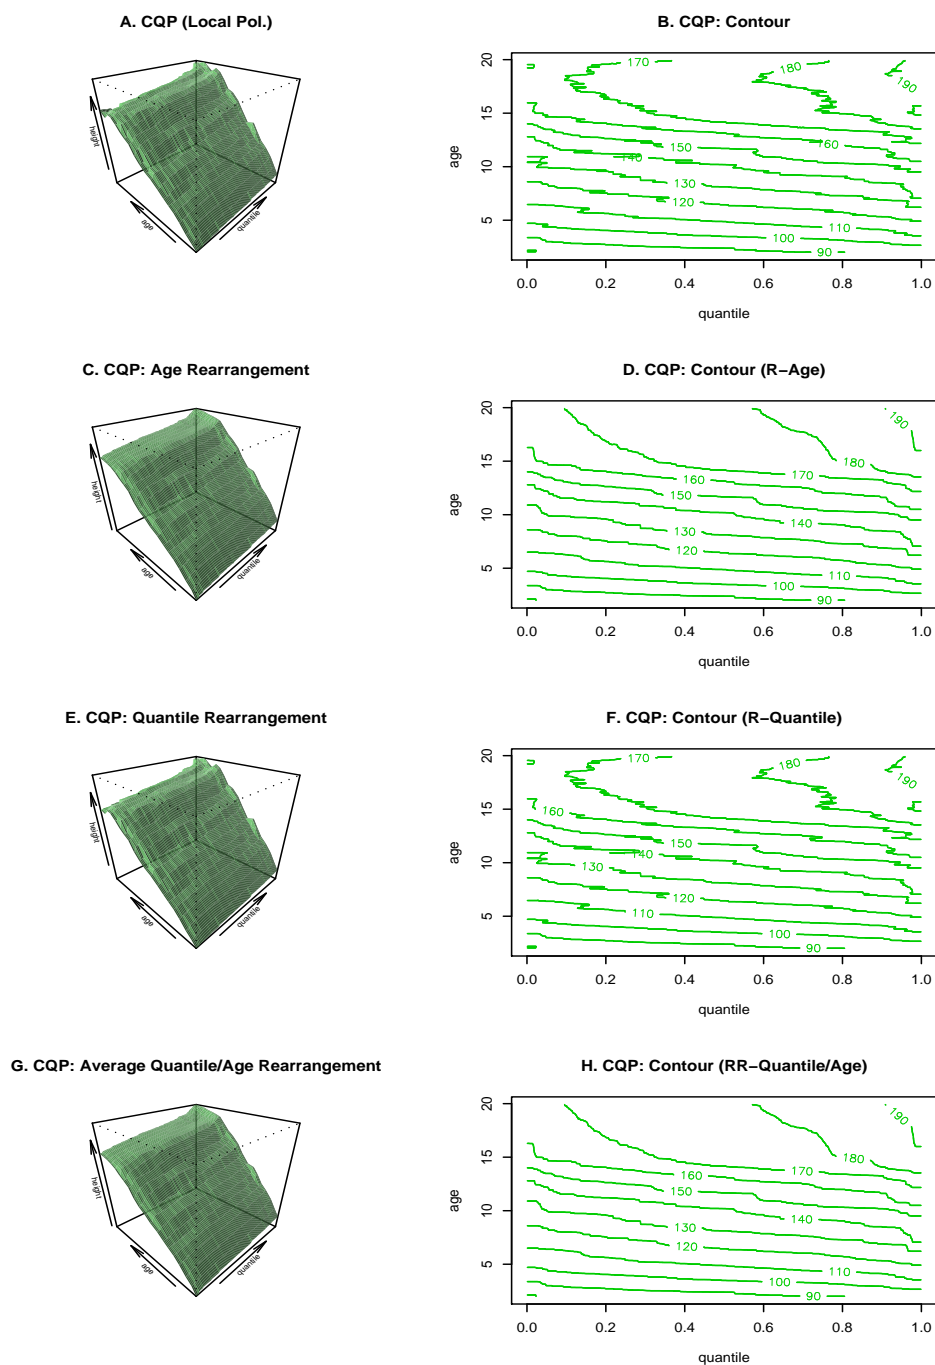 A. CQP (Local Pol.)
height
age
quantile
B. CQP: Contour
age
5 10 15 20
170
180
190
160
150
140
130
120
110
100
90
0.0 0.2 0.4 0.6 0.8 1.0
quantile
C. CQP: Age Rearrangement
height
age
quantile
D. CQP: Contour (R−Age)
age
5 10 15 20
190
180
170
160
150
140
130
120
110
100
90
0.0 0.2 0.4 0.6 0.8 1.0
quantile
E. CQP: Quantile Rearrangement
height
age
quantile
F. CQP: Contour (R−Quantile)
age
5 10 15 20
170
180
190
160
150
140
130
120
110
100
90
0.0 0.2 0.4 0.6 0.8 1.0
quantile
G. CQP: Average Quantile/Age Rearrangement
height
age
quantile
H. CQP: Contour (RR−Quantile/Age)
age
5 10 15 20
190
180
170
160
150
140
130
120
110
100
90
0.0 0.2 0.4 0.6 0.8 1.0
quantile